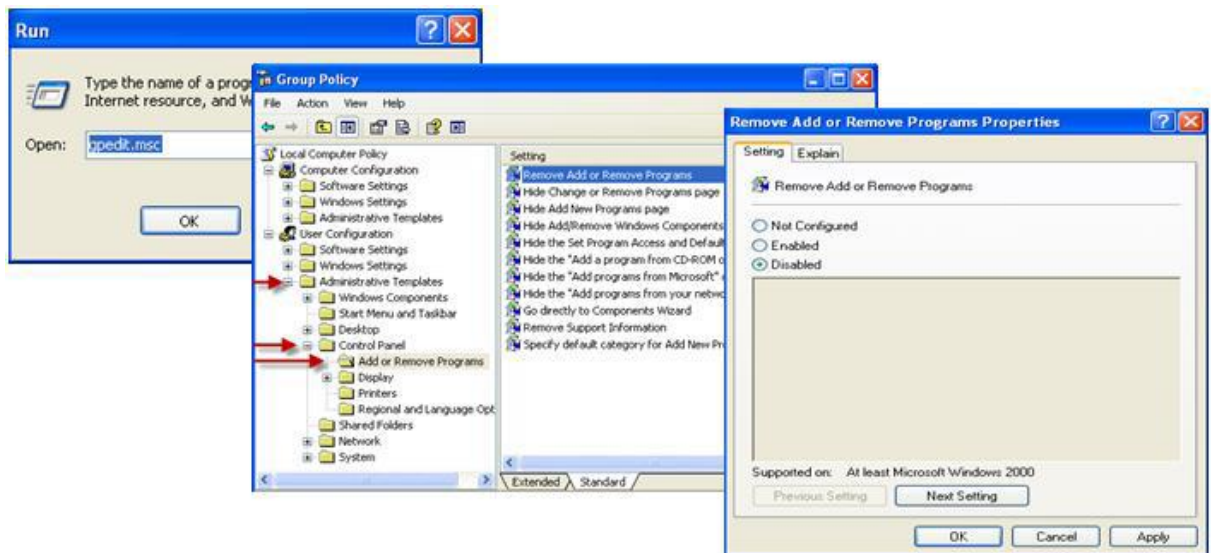 Run
Type the name of a prog
Internet resource, and W
Open: gpedit.msc
OK
Group Policy
File Action View Help
Local Computer Policy
Computer Configuration
Software Settings
Windows Settings
Administrative Templates
User Configuration
Software Settings
Windows Settings
Administrative Templates
Windows Components
Start Menu and Taskbar
Desktop
Control Panel
Add or Remove Programs
Display
Printers
Regional and Language Opt
Shared Folders
Network
System
Setting
Remove Add or Remove Programs
Hide Change or Remove Programs page
Hide Add New Programs page
Hide Add/Remove Windows Components
Hide the Set Program Access and Default
Hide the "Add a program from CD-ROM o
Hide the "Add programs from Microsoft"
Hide the "Add programs from your netwo
Go directly to Components Wizard
Remove Support Information
Specify default category for Add New Pr
Extended Standard
Remove Add or Remove Programs Properties
Setting Explain
Remove Add or Remove Programs
Not Configured
Enabled
Disabled
Supported on: At least Microsoft Windows 2000
Previous Setting Next Setting
OK Cancel Apply